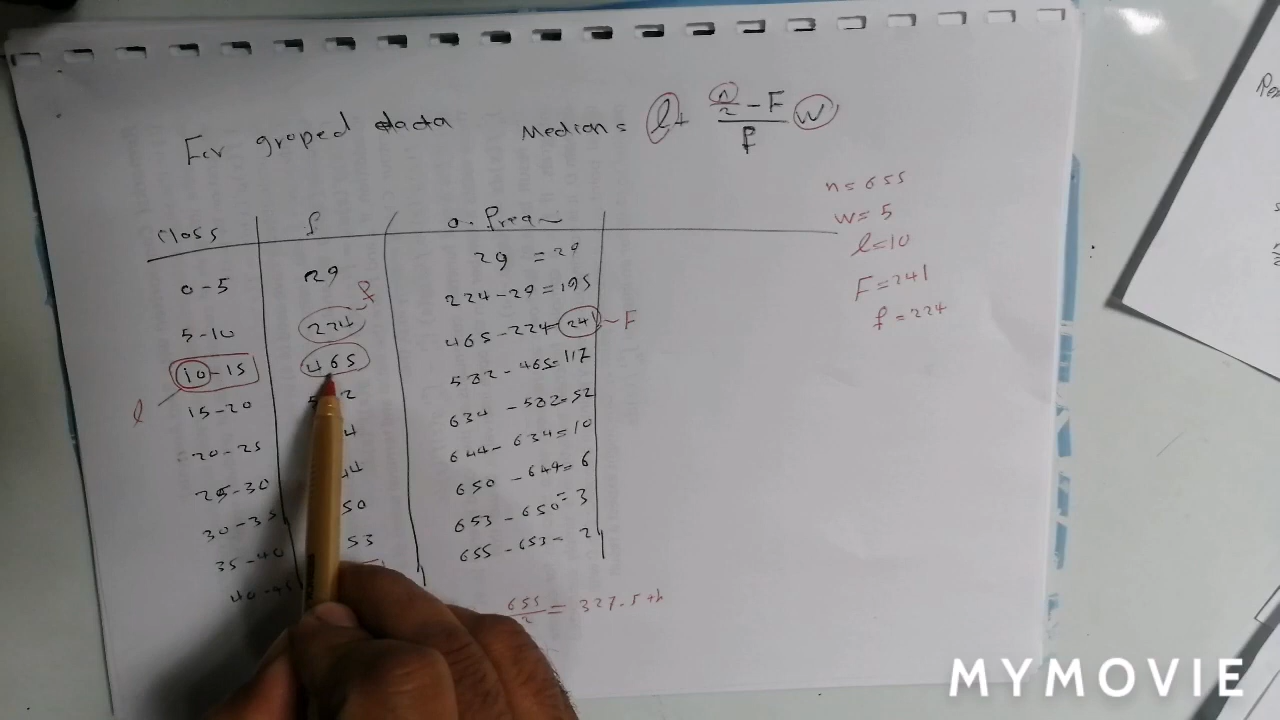 For groped data Median = l + n/2 - F / f W
n = 655
w = 5
l = 10
F = 241
f = 224
Class f o. freq
0-5 29 29 = 29
f
5-10 224 224-29 = 195
10-15 465 465-224 = 241 F
l
15-20 532-465 = 117
20-25 634-582 = 52
25-30 644-634 = 10
30-35 50 650-644 = 6
35-40 53 653-650 = 3
655-653 = 2
655/2 = 327.5th
MYMOVIE